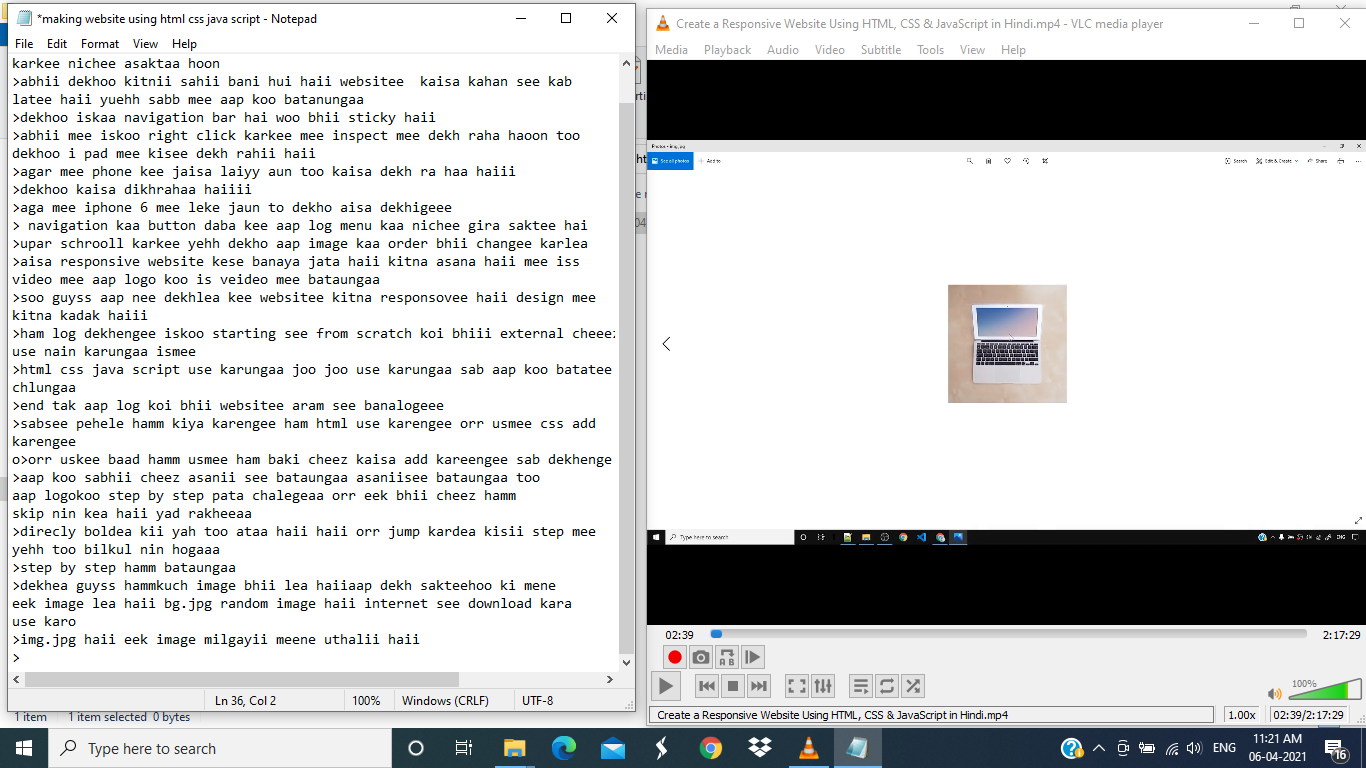 *making website using html css java script - Notepad
File Edit Format View Help
karkee nichee asaktaa hoon
>abhii dekhoo kitnii sahii bani hui haii websitee  kaisa kahan see kab
latee haii yuehh sabb mee aap koo batanungaa
>dekhoo iskaa navigation bar hai woo bhii sticky haii
>abhii mee iskoo right click karkee mee inspect mee dekh raha haoon too
dekhoo i pad mee kisee dekh rahii haii
>agar mee phone kee jaisa laiyy aun too kaisa dekh ra haa haiii
>dekhoo kaisa dikhrahaa haiiii
>aga mee iphone 6 mee leke jaun to dekho aisa dekhigeee
> navigation kaa button daba kee aap log menu kaa nichee gira saktee hai
>upar schrooll karkee yehh dekho aap image kaa order bhii changee karlea
>aisa responsive website kese banaya jata haii kitna asana haii mee iss
video mee aap logo koo is veideo mee bataungaa
>soo guyss aap nee dekhlea kee websitee kitna responsovee haii design mee
kitna kadak haiii
>ham log dekhengee iskoo starting see from scratch koi bhiii external cheeez
use nain karungaa ismee
>html css java script use karungaa joo joo use karungaa sab aap koo batatee
chlungaa
>end tak aap log koi bhii websitee aram see banalogeee
>sabsee pehele hamm kiya karengee ham html use karengee orr usmee css add
karengee
o>orr uskee baad hamm usmee ham baki cheez kaisa add kareengee sab dekhenge
>aap koo sabhii cheez asanii see bataungaa asaniisee bataungaa too
aap logokoo step by step pata chalegeaa orr eek bhii cheez hamm
skip nin kea haii yad rakheeaa
>direcly boldea kii yah too ataa haii haii orr jump kardea kisii step mee
yehh too bilkul nin hogaaa
>step by step hamm bataungaa
>dekhea guyss hammkuch image bhii lea haiiaap dekh sakteehoo ki mene
eek image lea haii bg.jpg random image haii internet see download kara
use karo
>img.jpg haii eek image milgayii meene uthalii haii
>
Ln 36, Col 2 100% Windows (CRLF) UTF-8
1 item 1 item selected 0 bytes
Create a Responsive Website Using HTML, CSS & JavaScript in Hindi.mp4 - VLC media player
Media Playback Audio Video Subtitle Tools View Help
Photos - img.jpg
See all photos + Add to Search Edit & Create Share
Type here to search ENG
02:39 2:17:29
A B
100%
Create a Responsive Website Using HTML, CSS & JavaScript in Hindi.mp4 1.00x 02:39/2:17:29
Type here to search
ENG
11:21 AM
06-04-2021
16